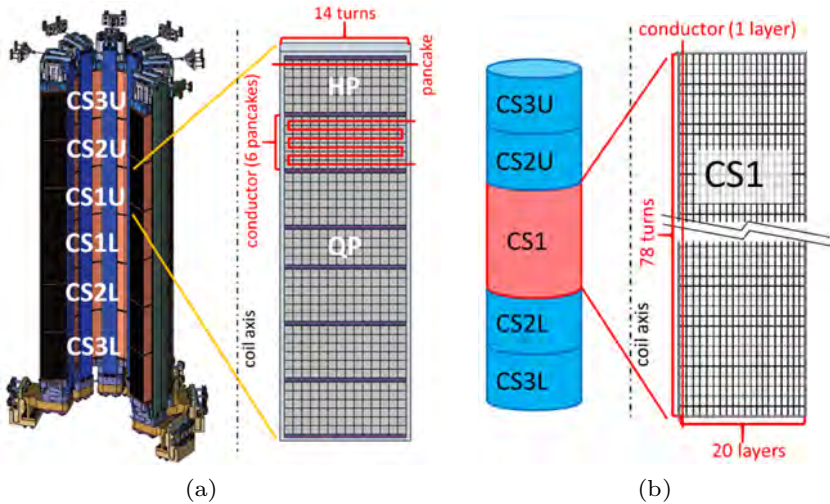 14 turns
CS3U
CS2U
CS1U
CS1L
CS2L
CS3L
coil axis
conductor (6 pancakes)
HP
QP
pancake
(a)
CS3U
CS2U
CS1
CS2L
CS3L
conductor (1 layer)
CS1
78 turns
coil axis
20 layers
(b)